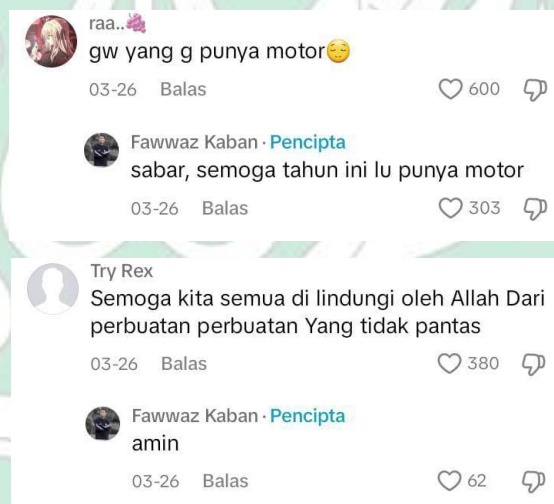 raa..🍇
gw yang g punya motor😌
03-26 Balas 600
Fawwaz Kaban · Pencipta
sabar, semoga tahun ini lu punya motor
03-26 Balas 303
Try Rex
Semoga kita semua di lindungi oleh Allah Dari
perbuatan perbuatan Yang tidak pantas
03-26 Balas 380
Fawwaz Kaban · Pencipta
amin
03-26 Balas 62